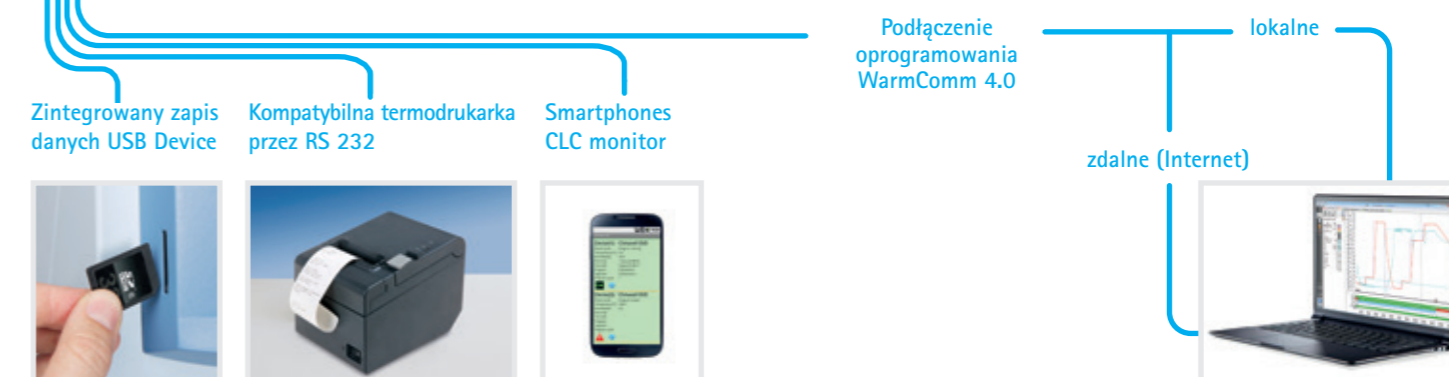 Podłączenie
oprogramowania
WarmComm 4.0
lokalne
zdalne (Internet)
Zintegrowany zapis
danych USB Device
Kompatybilna termodrukarka
przez RS 232
Smartphones
CLC monitor